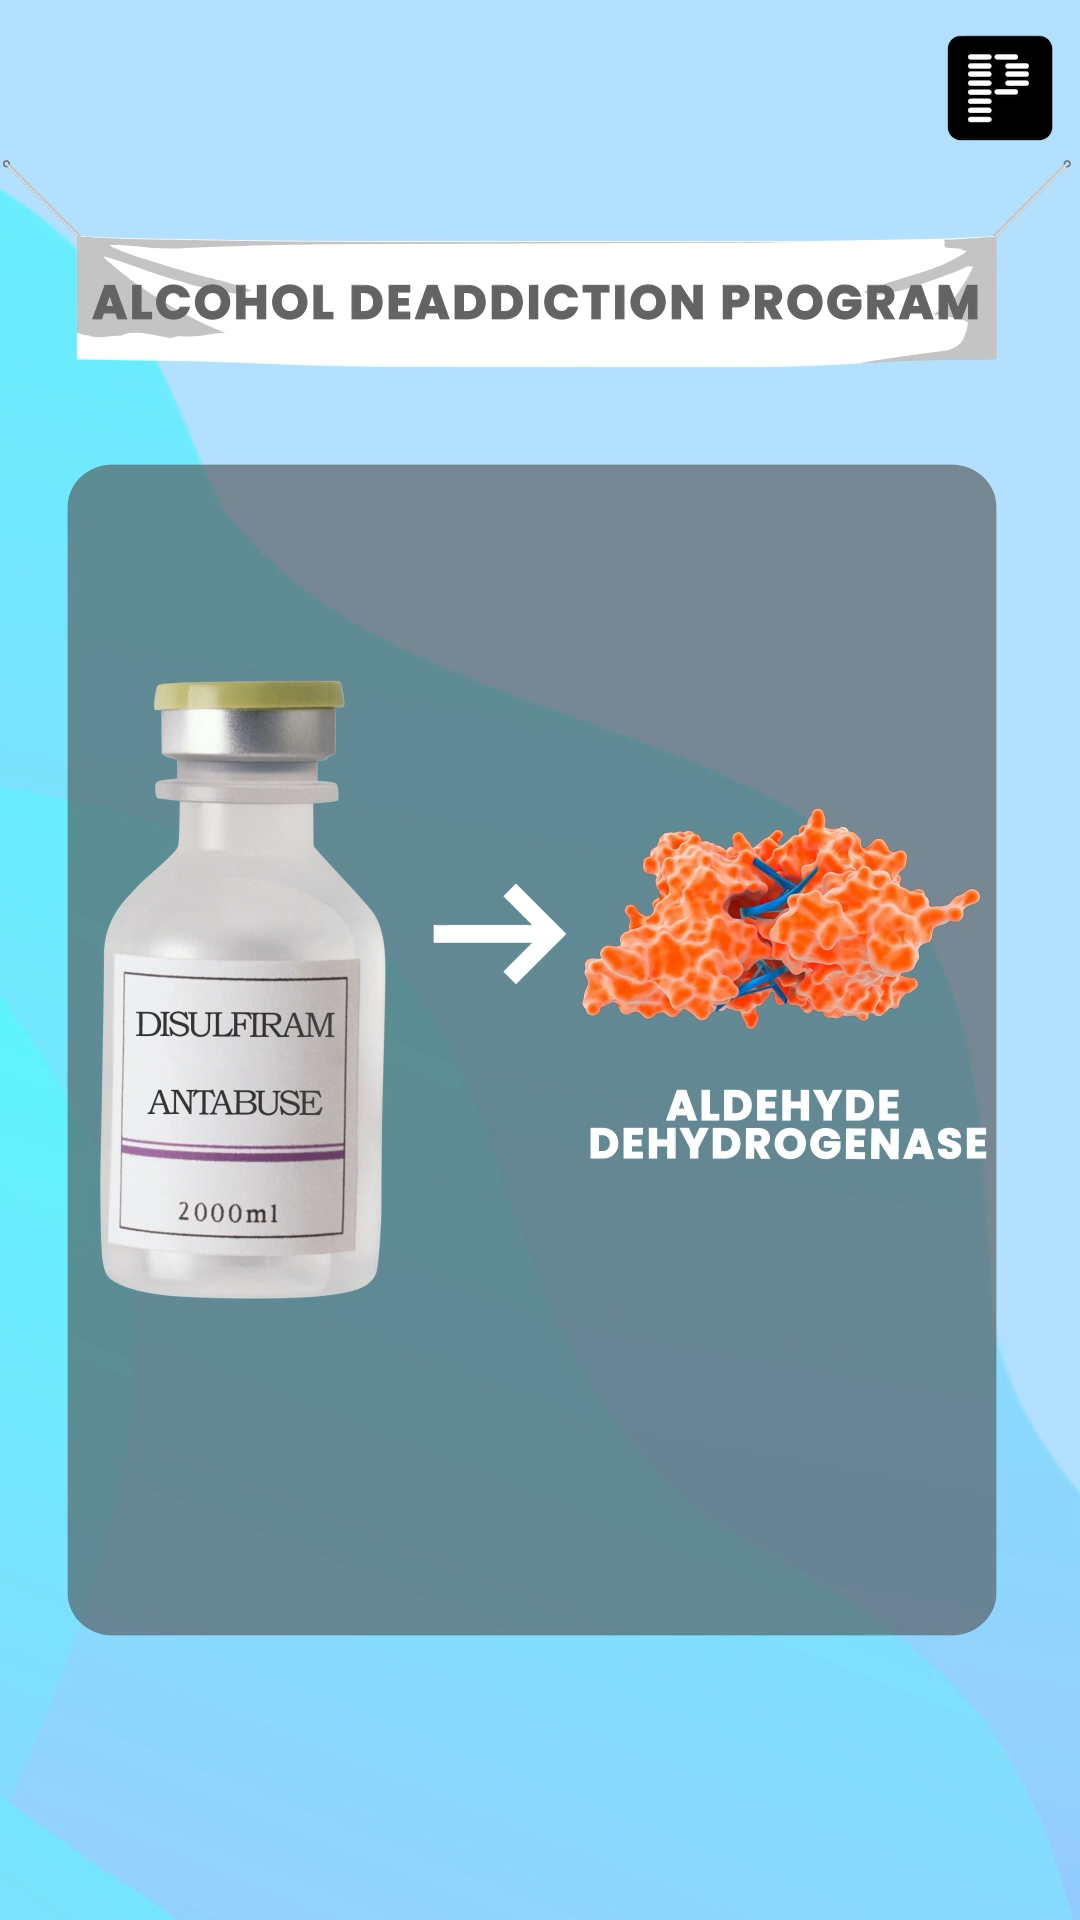 ALCOHOL DEADDICTION PROGRAM
DISULFIRAM
ANTABUSE
2000ml
ALDEHYDE
DEHYDROGENASE